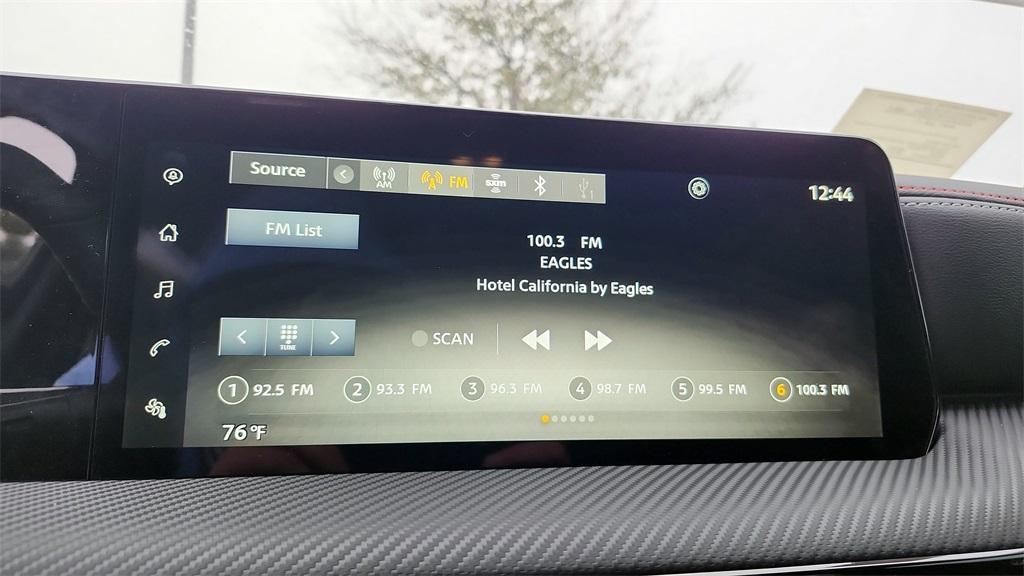 Source AM FM sxm 1 12:44
FM List
100.3 FM
EAGLES
Hotel California by Eagles
TUNE SCAN
1 92.5 FM 2 93.3 FM 3 96.3 FM 4 98.7 FM 5 99.5 FM 6 100.3 FM
76°F